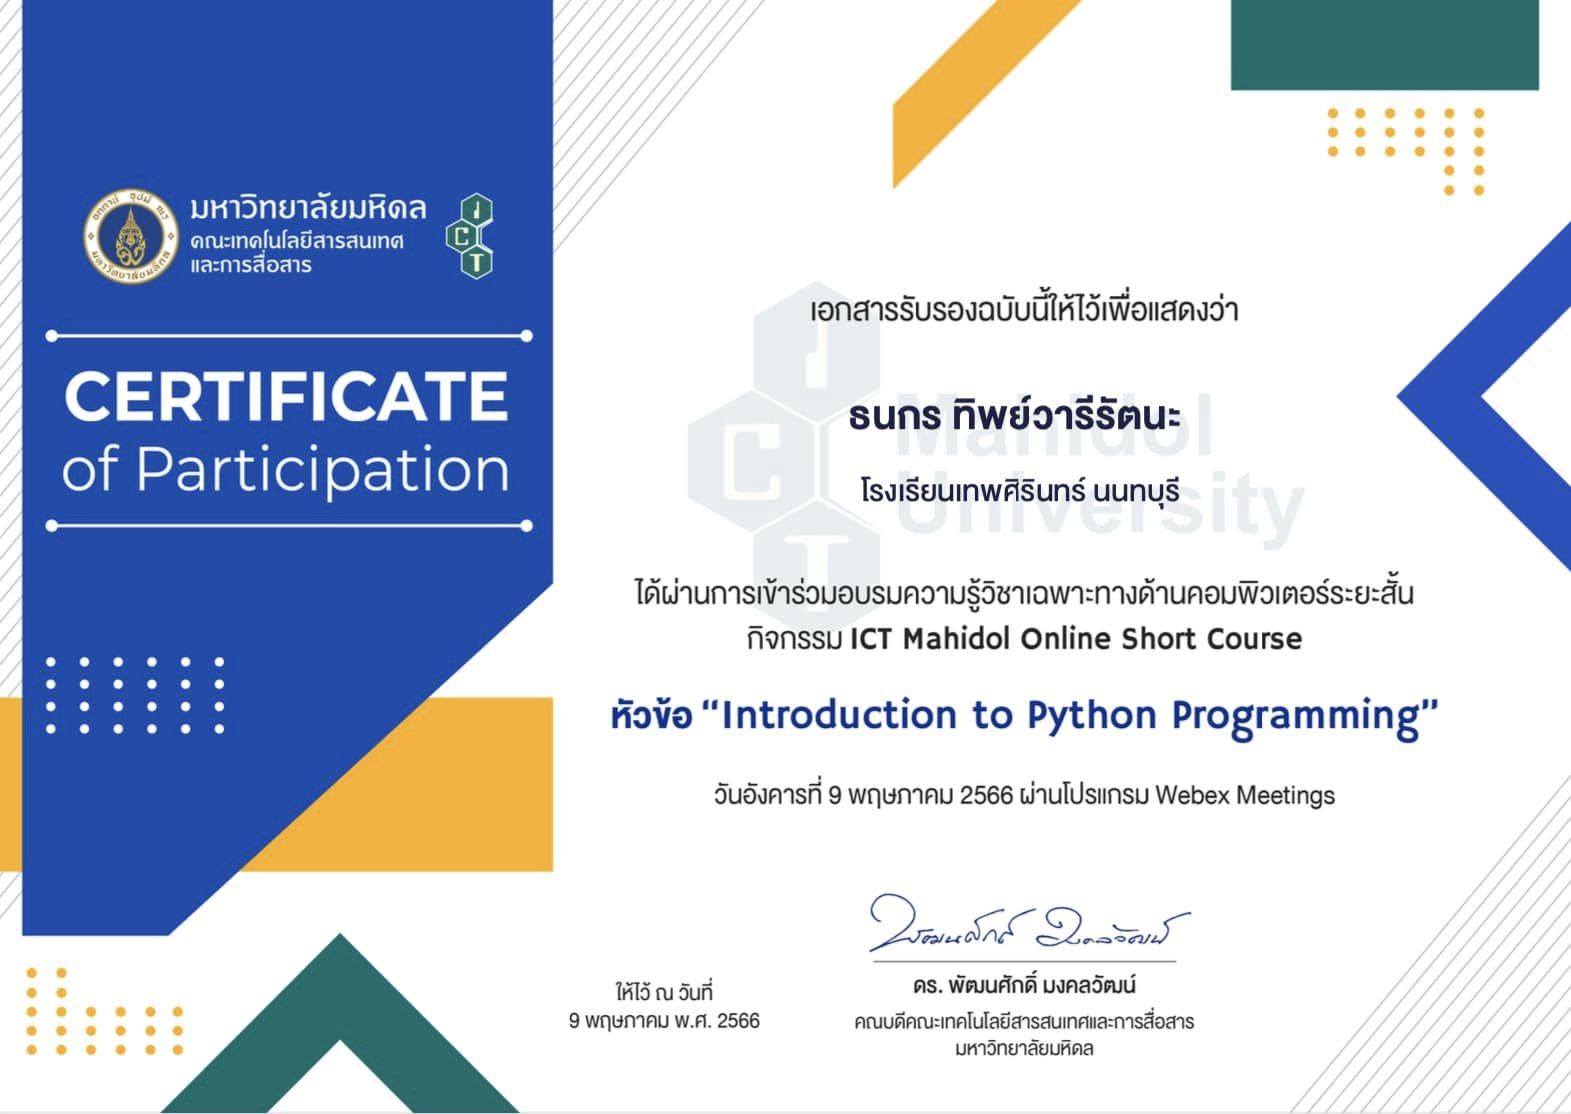 มหาวิทยาลัยมหิดล
คณะเทคโนโลยีสารสนเทศ
และการสื่อสาร
J
C
T
CERTIFICATE
of Participation
เอกสารรับรองฉบับนี้ให้ไว้เพื่อแสดงว่า
ธนกร ทิพย์วารีรัตนะ
โรงเรียนเทพศิรินทร์ นนทบุรี
J
C
T
Mahidol
University
ได้ผ่านการเข้าร่วมอบรมความรู้วิชาเฉพาะทางด้านคอมพิวเตอร์ระยะสั้น
กิจกรรม ICT Mahidol Online Short Course
หัวข้อ “Introduction to Python Programming”
วันอังคารที่ 9 พฤษภาคม 2566 ผ่านโปรแกรม Webex Meetings
ให้ไว้ ณ วันที่
9 พฤษภาคม พ.ศ. 2566
พัฒนศักดิ์ มงคลวัฒน์
ดร. พัฒนศักดิ์ มงคลวัฒน์
คณบดีคณะเทคโนโลยีสารสนเทศและการสื่อสาร
มหาวิทยาลัยมหิดล